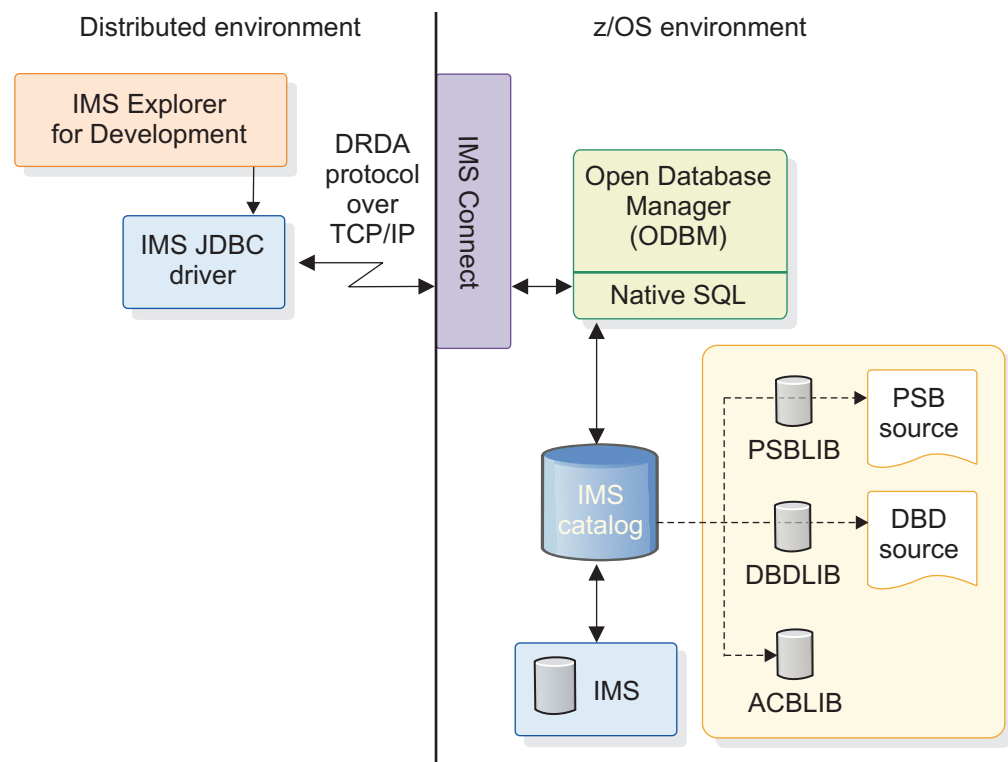 Distributed environment
z/OS environment
IMS Explorer
for Development
DRDA
protocol
over
TCP/IP
IMS JDBC
driver
IMS Connect
Open Database
Manager
(ODBM)
Native SQL
IMS
catalog
PSBLIB
PSB
source
DBDLIB
DBD
source
ACBLIB
IMS